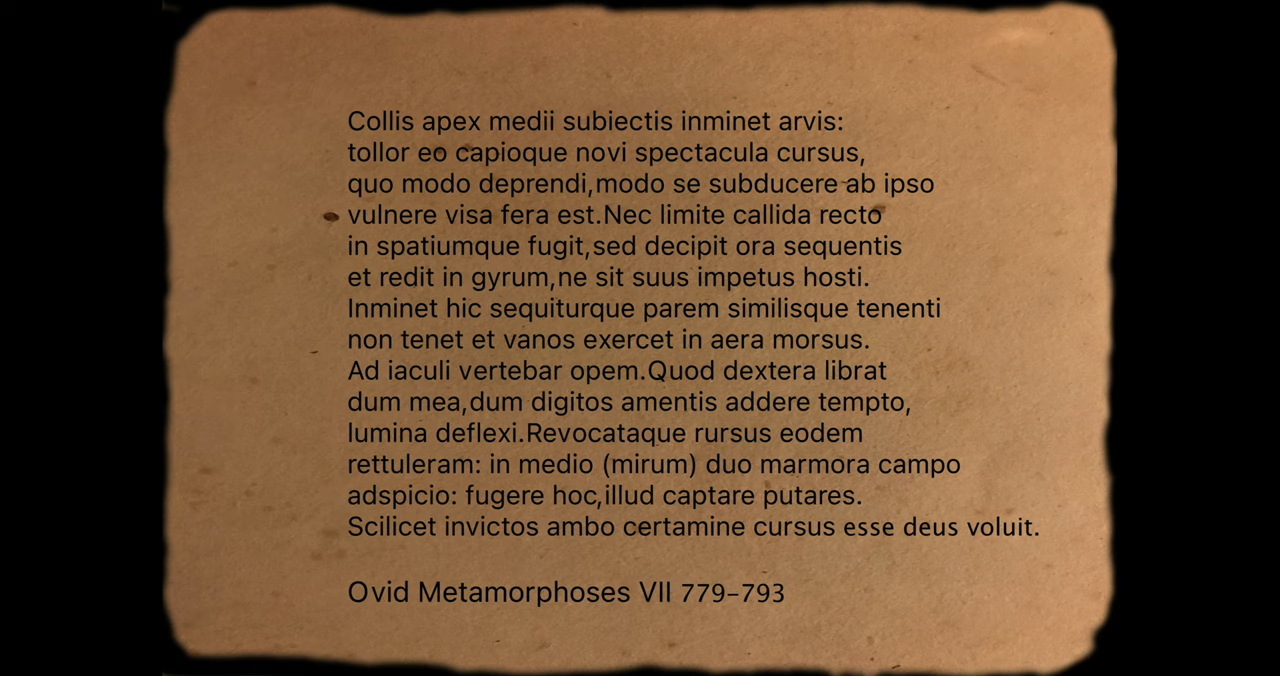 Collis apex medii subiectis inminet arvis:
tollor eo capioque novi spectacula cursus,
quo modo deprendi,modo se subducere ab ipso
vulnere visa fera est.Nec limite callida recto
in spatiumque fugit,sed decipit ora sequentis
et redit in gyrum,ne sit suus impetus hosti.
Inminet hic sequiturque parem similisque tenenti
non tenet et vanos exercet in aera morsus.
Ad iaculi vertebar opem.Quod dextera librat
dum mea,dum digitos amentis addere tempto,
lumina deflexi.Revocataque rursus eodem
rettuleram: in medio (mirum) duo marmora campo
adspicio: fugere hoc,illud captare putares.
Scilicet invictos ambo certamine cursus esse deus voluit.
Ovid Metamorphoses VII 779-793